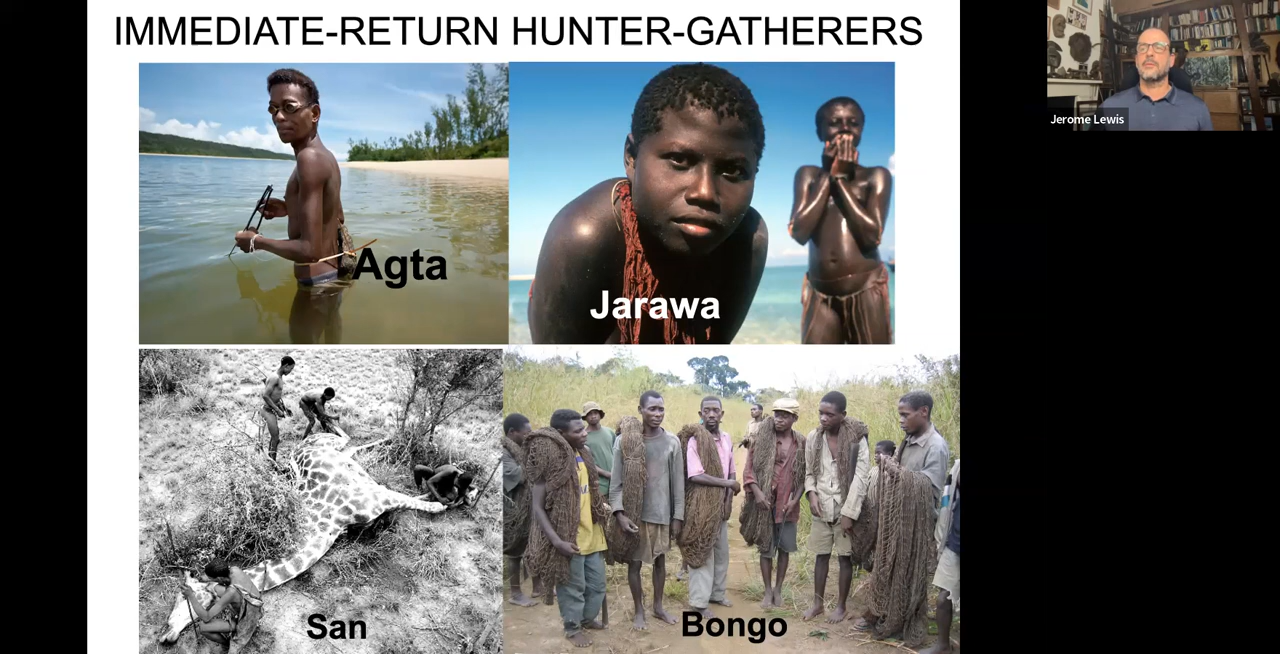 IMMEDIATE-RETURN HUNTER-GATHERERS
Jerome Lewis
Agta
Jarawa
San
Bongo